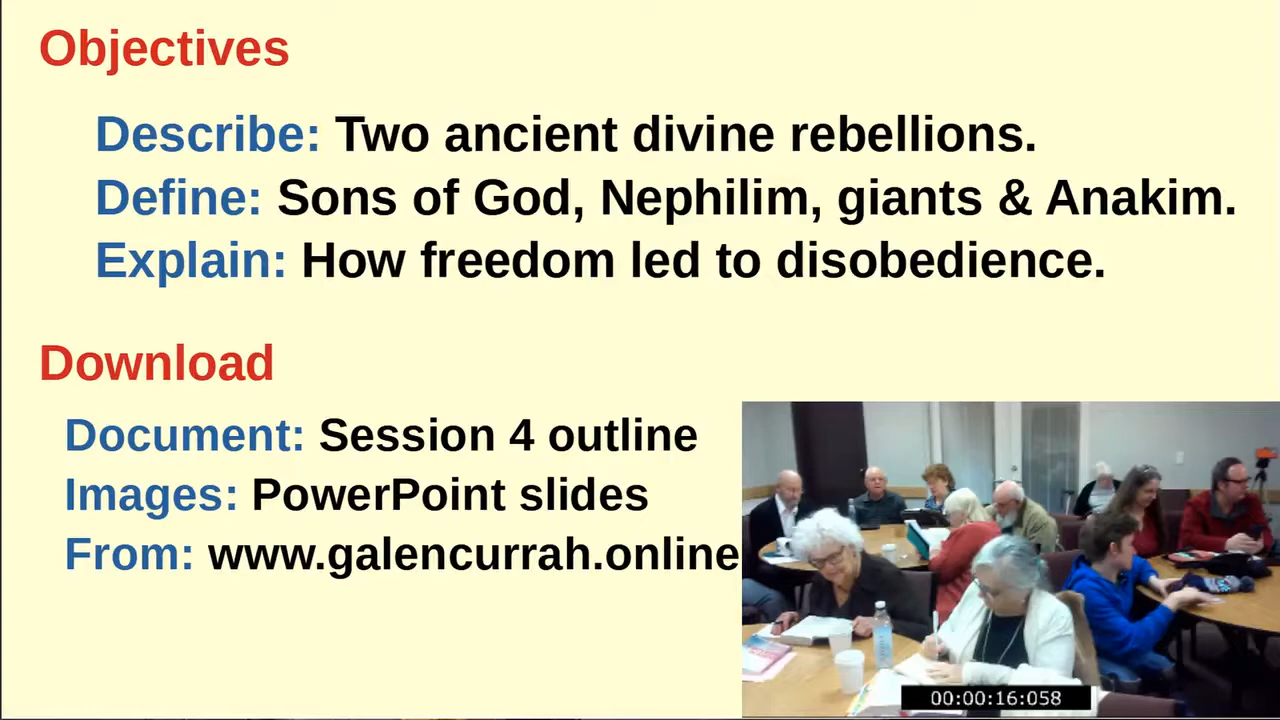 Objectives
Describe: Two ancient divine rebellions.
Define: Sons of God, Nephilim, giants & Anakim.
Explain: How freedom led to disobedience.
Download
Document: Session 4 outline
Images: PowerPoint slides
From: www.galencurrah.online
00:00:16:058